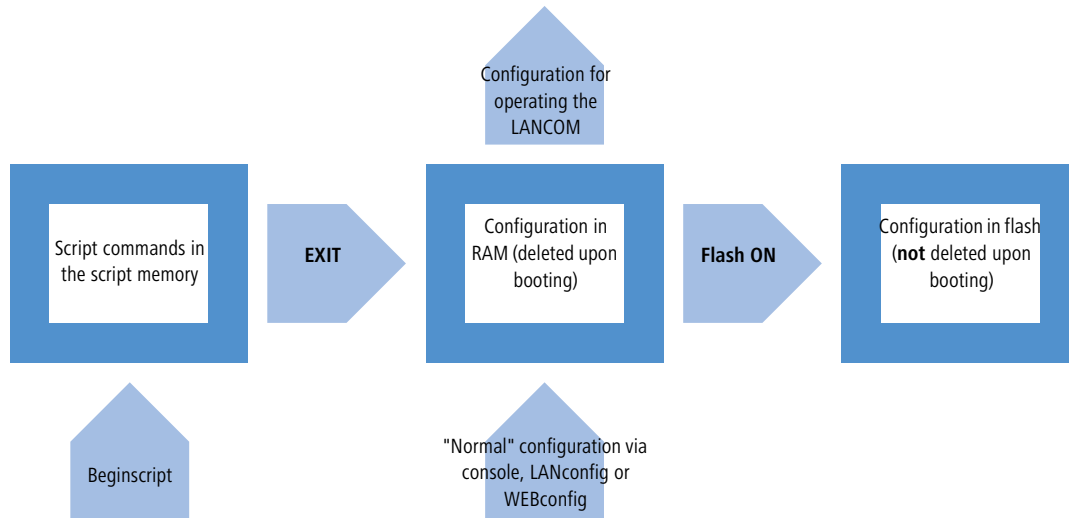 Configuration for
operating the
LANCOM
Script commands in
the script memory
EXIT
Configuration in
RAM (deleted upon
booting)
Flash ON
Configuration in flash
(not deleted upon
booting)
Beginscript
"Normal" configuration via
console, LANconfig or
WEBconfig